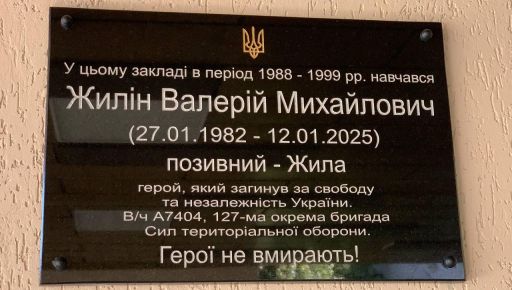 У цьому закладі в період 1988 - 1999 рр. навчався
Жилін Валерій Михайлович
(27.01.1982 - 12.01.2025)
позивний - Жила
герой, який загинув за свободу
та незалежність України.
В/ч А7404, 127-ма окрема бригада
Сил територіальної оборони.
Герої не вмирають!